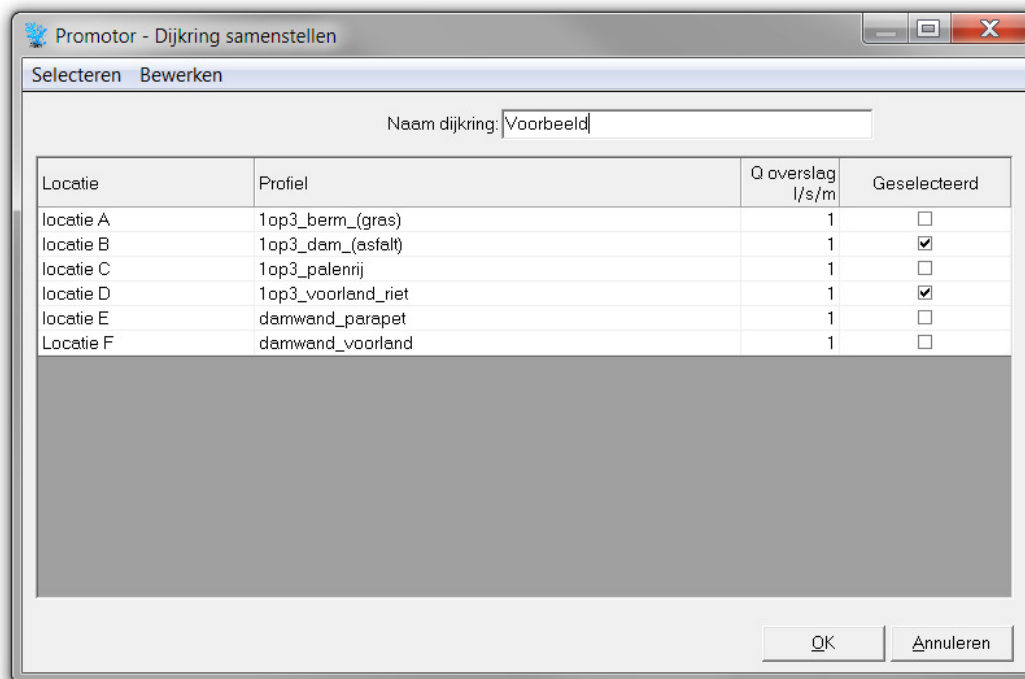 Promotor - Dijkring samenstellen
Selecteren Bewerken
Naam dijkring: Voorbeeld
Locatie Profiel Q overslag l/s/m Geselecteerd
locatie A 1op3_berm_(gras) 1
locatie B 1op3_dam_(asfalt) 1
locatie C 1op3_palenrij 1
locatie D 1op3_voorland_riet 1
locatie E damwand_parapet 1
Locatie F damwand_voorland 1
OK Annuleren